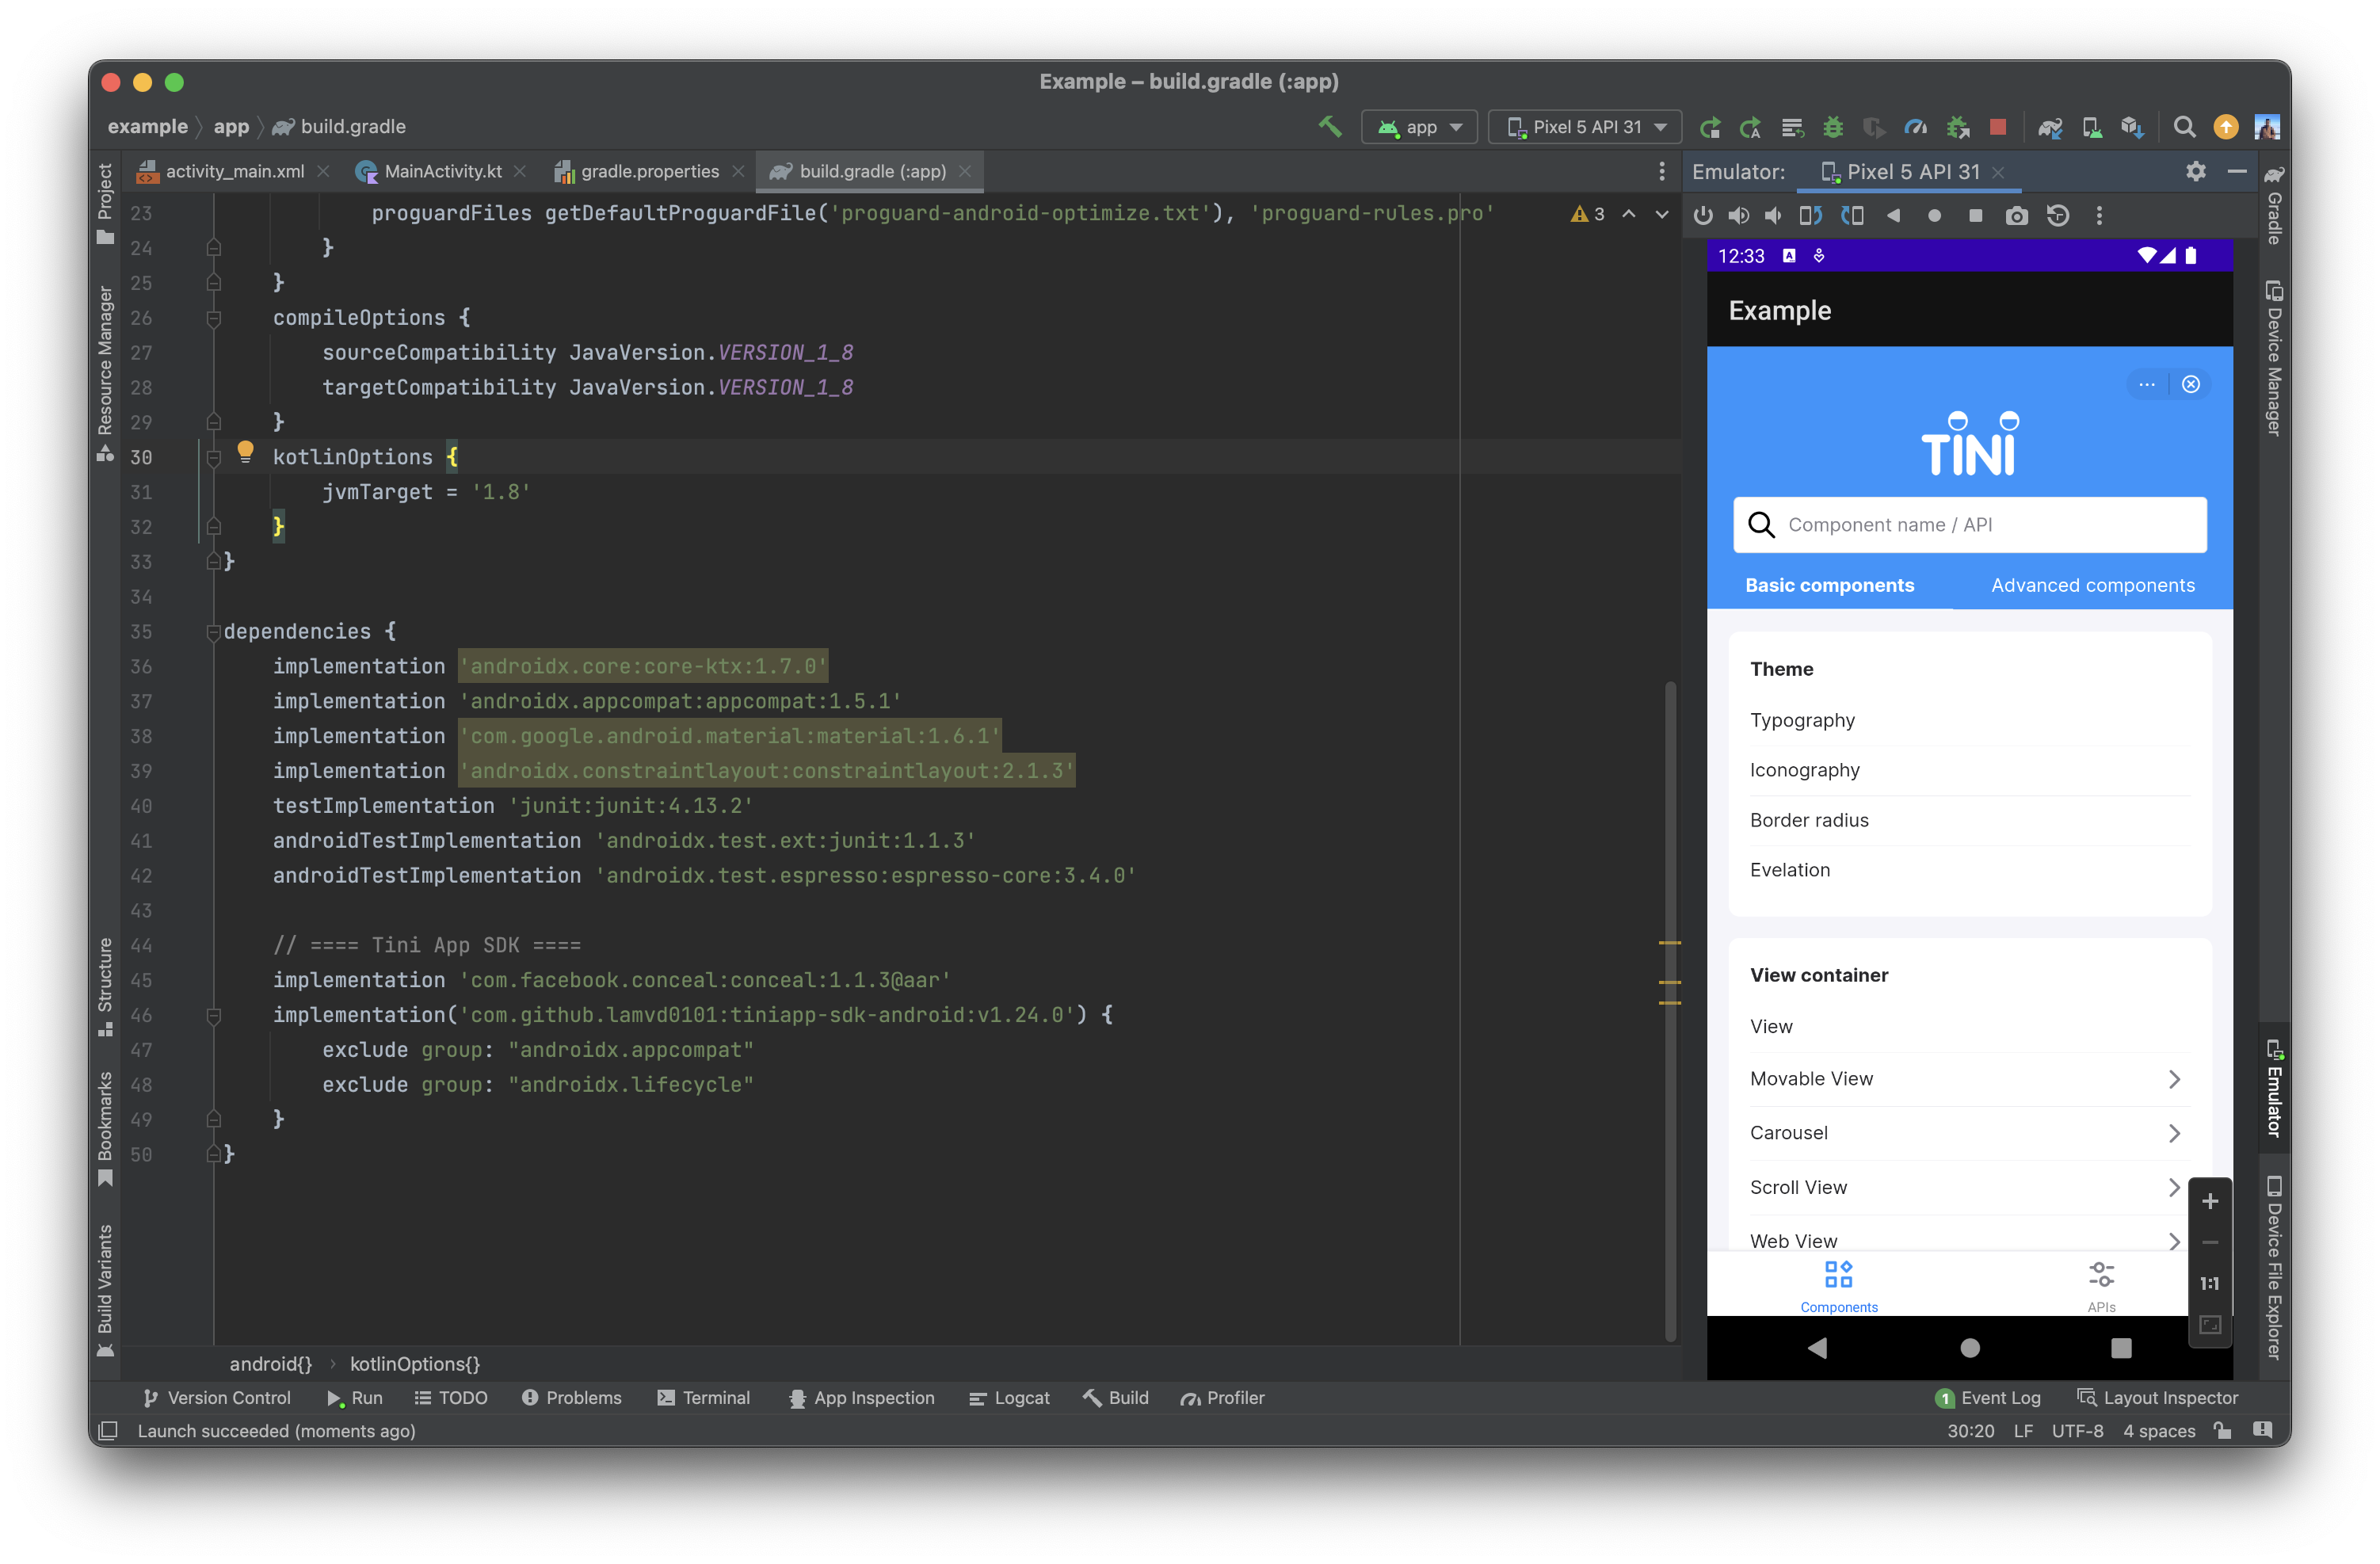 Example – build.gradle (:app)
example app build.gradle
app Pixel 5 API 31
activity_main.xml MainActivity.kt gradle.properties build.gradle (:app)
Emulator: Pixel 5 API 31
Project
Resource Manager
Structure
Bookmarks
Build Variants
23 proguardFiles getDefaultProguardFile('proguard-android-optimize.txt'), 'proguard-rules.pro'
3
24 }
25 }
26 compileOptions {
27 sourceCompatibility JavaVersion.VERSION_1_8
28 targetCompatibility JavaVersion.VERSION_1_8
29 }
30 kotlinOptions {
31 jvmTarget = '1.8'
32 }
33 }
34
35 dependencies {
36 implementation 'androidx.core:core-ktx:1.7.0'
37 implementation 'androidx.appcompat:appcompat:1.5.1'
38 implementation 'com.google.android.material:material:1.6.1'
39 implementation 'androidx.constraintlayout:constraintlayout:2.1.3'
40 testImplementation 'junit:junit:4.13.2'
41 androidTestImplementation 'androidx.test.ext:junit:1.1.3'
42 androidTestImplementation 'androidx.test.espresso:espresso-core:3.4.0'
43
44 // ==== Tini App SDK ====
45 implementation 'com.facebook.conceal:conceal:1.1.3@aar'
46 implementation('com.github.lamvd0101:tiniapp-sdk-android:v1.24.0') {
47 exclude group: "androidx.appcompat"
48 exclude group: "androidx.lifecycle"
49 }
50 }
android{} › kotlinOptions{}
12:33
Example
TINI
Component name / API
Basic components Advanced components
Theme
Typography
Iconography
Border radius
Evelation
View container
View
Movable View
Carousel
Scroll View
Web View
1:1
Components APIs
Gradle
Device Manager
Emulator
Device File Explorer
Version Control Run TODO Problems Terminal App Inspection Logcat Build Profiler 1 Event Log Layout Inspector
Launch succeeded (moments ago) 30:20 LF UTF-8 4 spaces